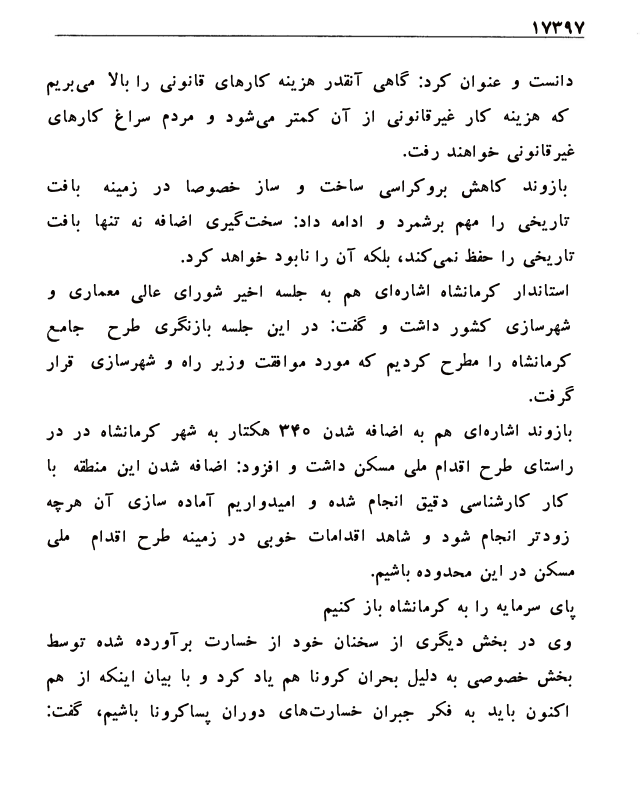 ۱۷۳۹۷
دانست و عنوان کرد: گاهی آنقدر هزینه کارهای قانونی را بالا می‌بریم
که هزینه کار غیرقانونی از آن کمتر می‌شود و مردم سراغ کارهای
غیرقانونی خواهند رفت.
بازوند کاهش بروکراسی ساخت و ساز خصوصا در زمینه بافت
تاریخی را مهم برشمرد و ادامه داد: سخت‌گیری اضافه نه تنها بافت
تاریخی را حفظ نمی‌کند، بلکه آن را نابود خواهد کرد.
استاندار کرمانشاه اشاره‌ای هم به جلسه اخیر شورای عالی معماری و
شهرسازی کشور داشت و گفت: در این جلسه بازنگری طرح جامع
کرمانشاه را مطرح کردیم که مورد موافقت وزیر راه و شهرسازی قرار
گرفت.
بازوند اشاره‌ای هم به اضافه شدن ۳۴۰ هکتار به شهر کرمانشاه در در
راستای طرح اقدام ملی مسکن داشت و افزود: اضافه شدن این منطقه با
کار کارشناسی دقیق انجام شده و امیدواریم آماده سازی آن هرچه
زودتر انجام شود و شاهد اقدامات خوبی در زمینه طرح اقدام ملی
مسکن در این محدوده باشیم.
پای سرمایه را به کرمانشاه باز کنیم
وی در بخش دیگری از سخنان خود از خسارت برآورده شده توسط
بخش خصوصی به دلیل بحران کرونا هم یاد کرد و با بیان اینکه از هم
اکنون باید به فکر جبران خسارت‌های دوران پساکرونا باشیم، گفت: